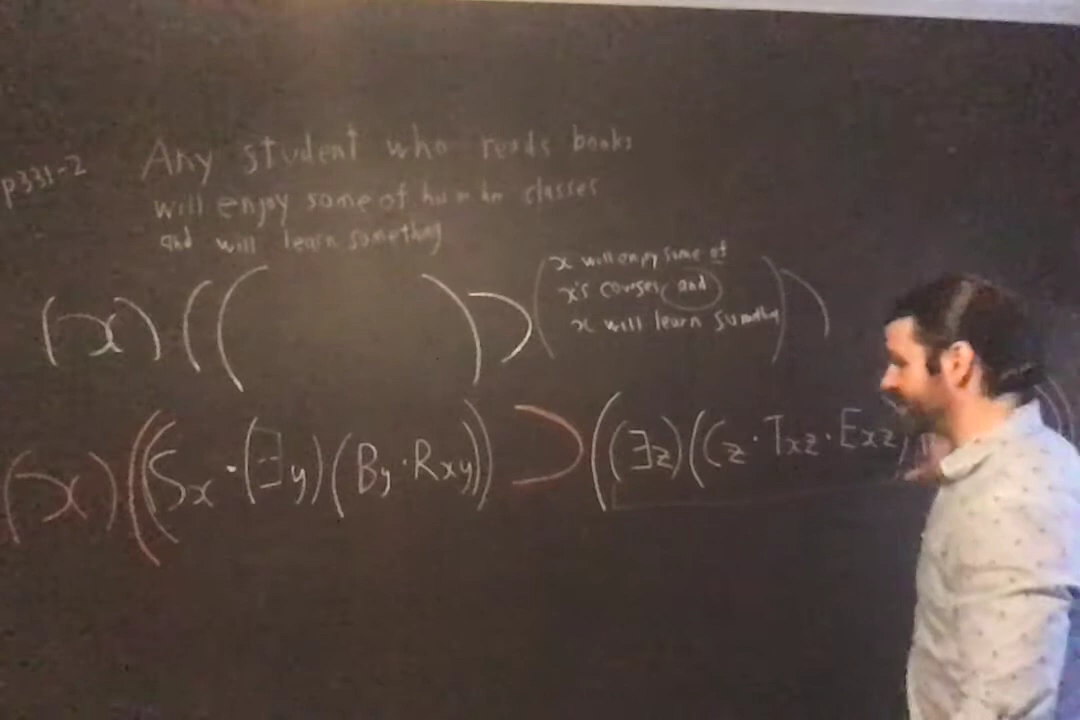 p331-2
Any student who reads books
will enjoy some of his or her classes
and will learn something
(x) (( ) ⊃ (x will enjoy some of
x's courses and
x will learn something))
(x) ((Sx · (∃y)(By · Rxy)) ⊃ ((∃z)(Cz · Txz · Exz)